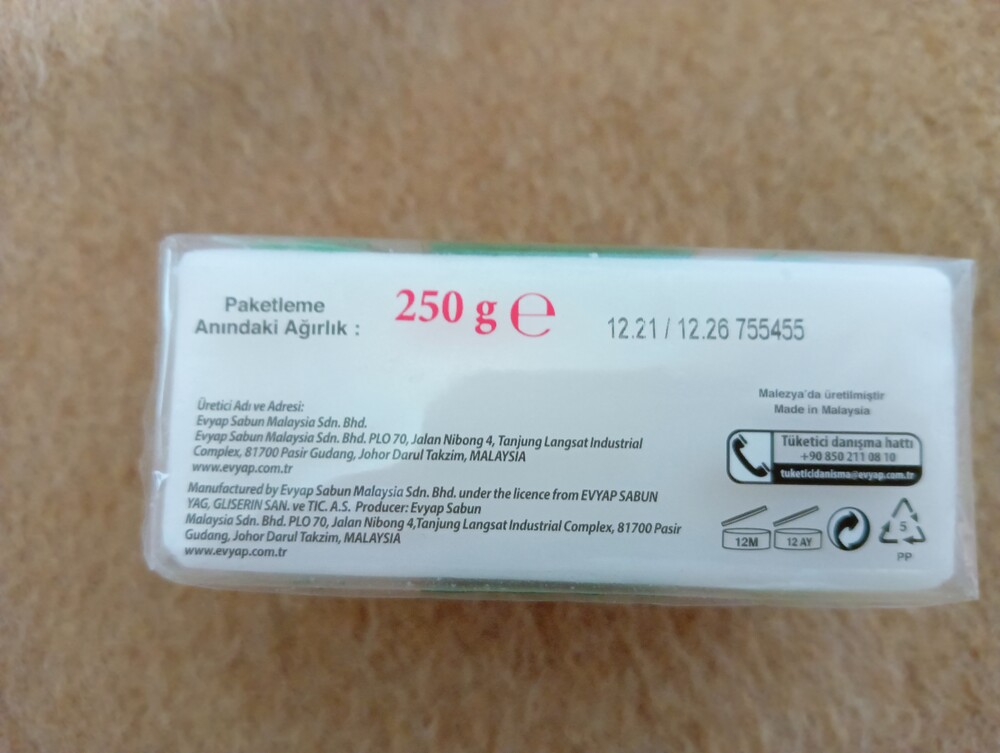 Paketleme
Anındaki Ağırlık :
250 g ℮
12.21 / 12.26 755455
Üretici Adı ve Adresi:
Evyap Sabun Malaysia Sdn. Bhd.
Evyap Sabun Malaysia Sdn. Bhd. PLO 70, Jalan Nibong 4, Tanjung Langsat Industrial
Complex, 81700 Pasir Gudang, Johor Darul Takzim, MALAYSIA
www.evyap.com.tr
Manufactured by Evyap Sabun Malaysia Sdn. Bhd. under the licence from EVYAP SABUN
YAG, GLISERIN SAN. ve TIC. A.S. Producer: Evyap Sabun
Malaysia Sdn. Bhd. PLO 70, Jalan Nibong 4,Tanjung Langsat Industrial Complex, 81700 Pasir
Gudang, Johor Darul Takzim, MALAYSIA
www.evyap.com.tr
Malezya'da üretilmiştir
Made in Malaysia
Tüketici danışma hattı
+90 850 211 08 10
tuketicidanisma@evyap.com.tr
12M
12 AY
5
PP